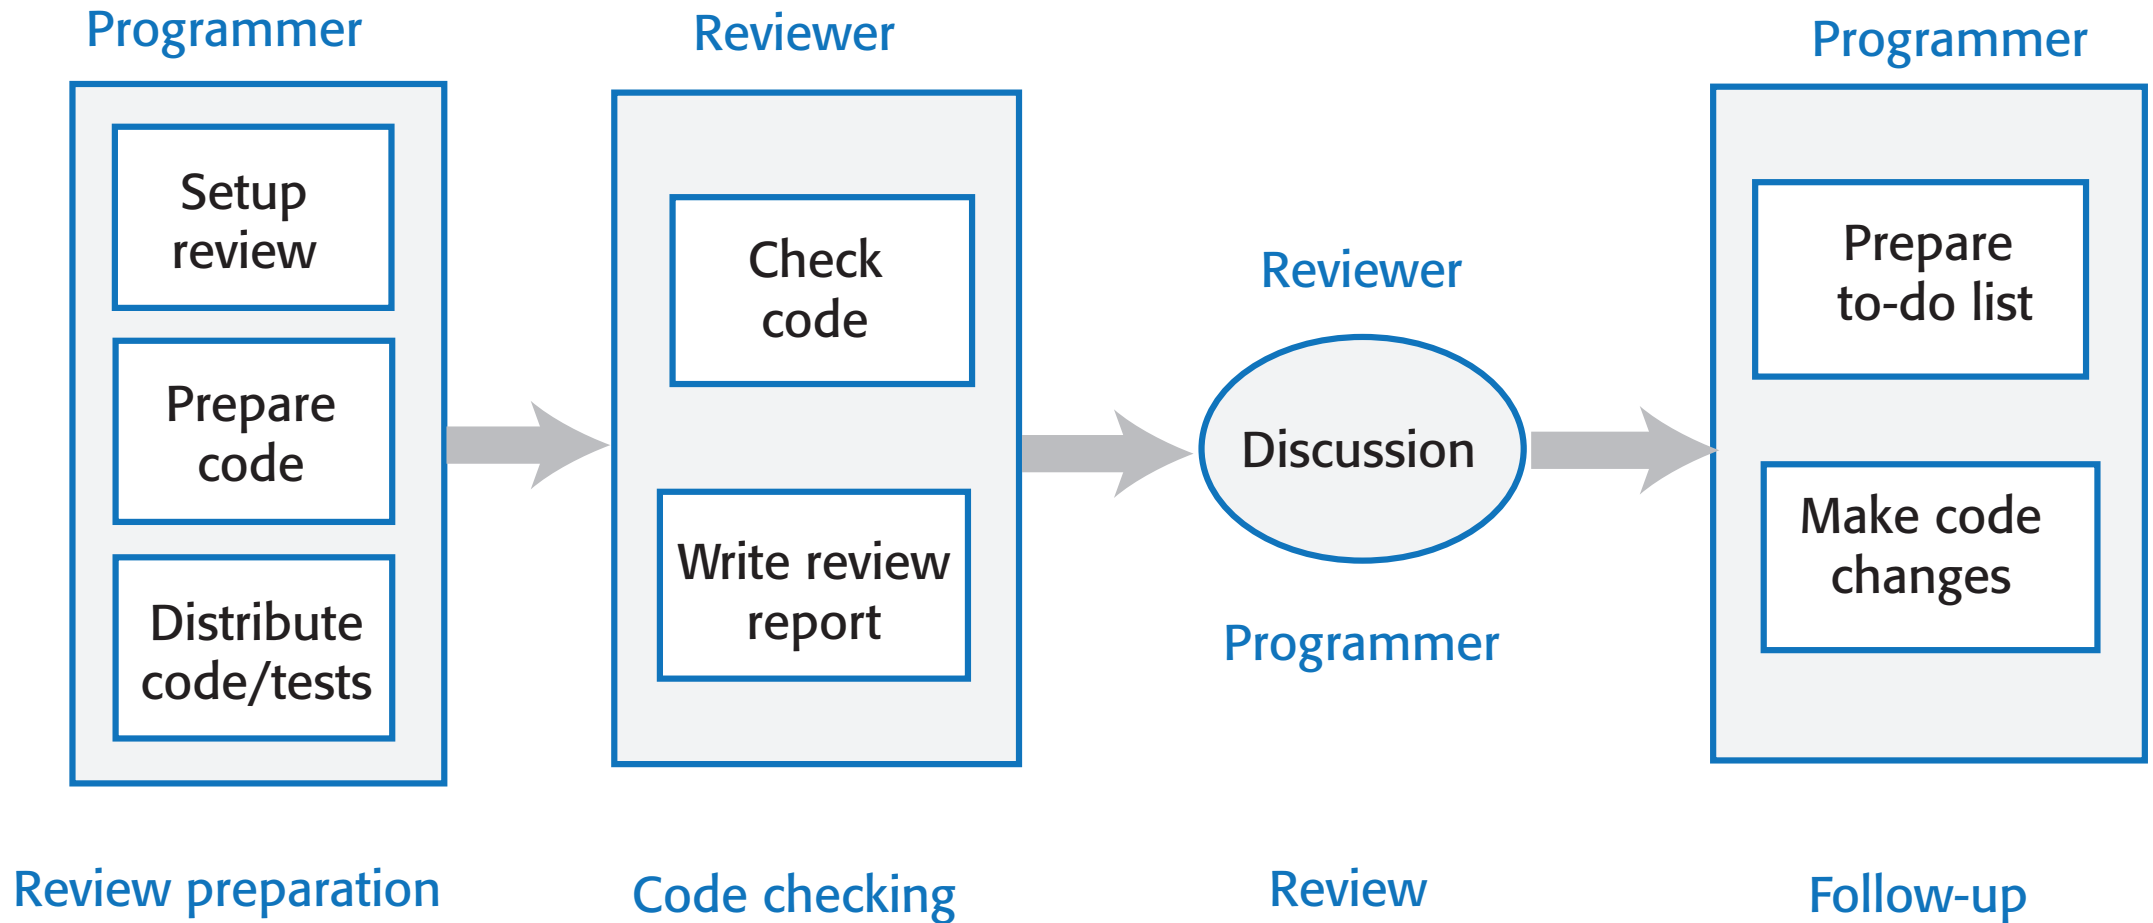 Programmer
Setup
review
Prepare
code
Distribute
code/tests
Review preparation
Reviewer
Check
code
Write review
report
Code checking
Reviewer
Discussion
Programmer
Review
Programmer
Prepare
to-do list
Make code
changes
Follow-up